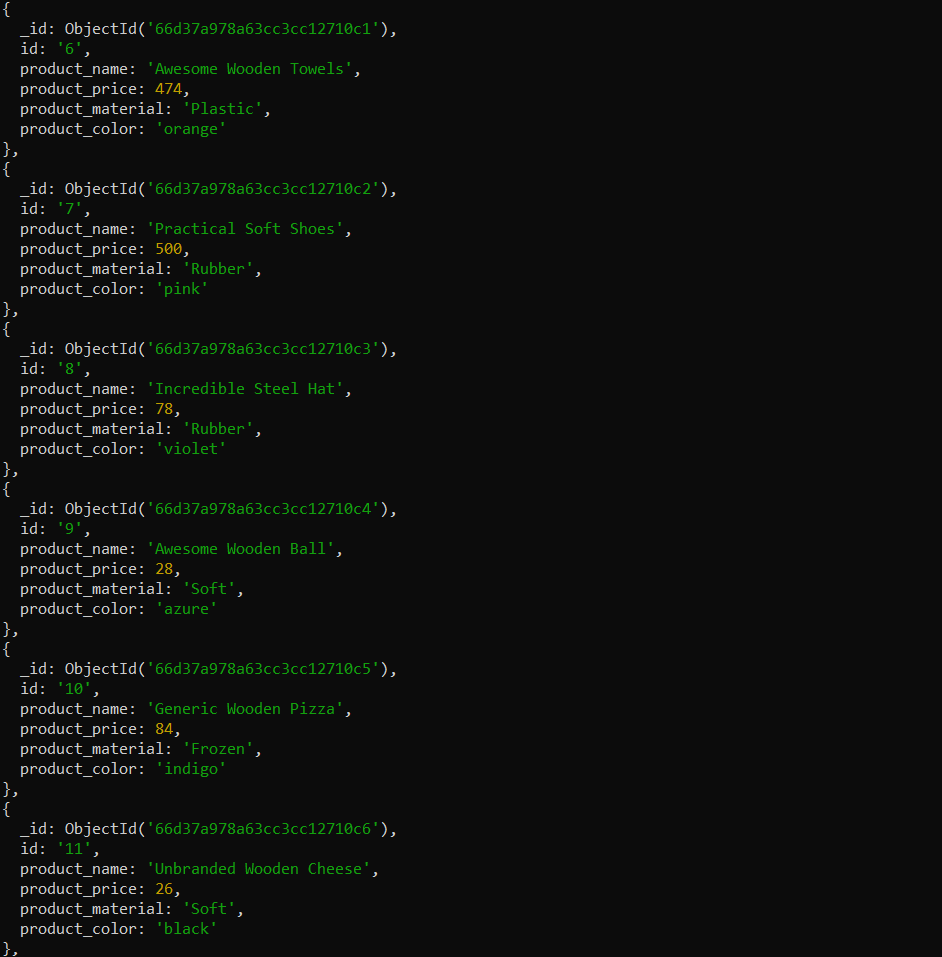 {
  _id: ObjectId('66d37a978a63cc3cc12710c1'),
  id: '6',
  product_name: 'Awesome Wooden Towels',
  product_price: 474,
  product_material: 'Plastic',
  product_color: 'orange'
},
{
  _id: ObjectId('66d37a978a63cc3cc12710c2'),
  id: '7',
  product_name: 'Practical Soft Shoes',
  product_price: 500,
  product_material: 'Rubber',
  product_color: 'pink'
},
{
  _id: ObjectId('66d37a978a63cc3cc12710c3'),
  id: '8',
  product_name: 'Incredible Steel Hat',
  product_price: 78,
  product_material: 'Rubber',
  product_color: 'violet'
},
{
  _id: ObjectId('66d37a978a63cc3cc12710c4'),
  id: '9',
  product_name: 'Awesome Wooden Ball',
  product_price: 28,
  product_material: 'Soft',
  product_color: 'azure'
},
{
  _id: ObjectId('66d37a978a63cc3cc12710c5'),
  id: '10',
  product_name: 'Generic Wooden Pizza',
  product_price: 84,
  product_material: 'Frozen',
  product_color: 'indigo'
},
{
  _id: ObjectId('66d37a978a63cc3cc12710c6'),
  id: '11',
  product_name: 'Unbranded Wooden Cheese',
  product_price: 26,
  product_material: 'Soft',
  product_color: 'black'
},